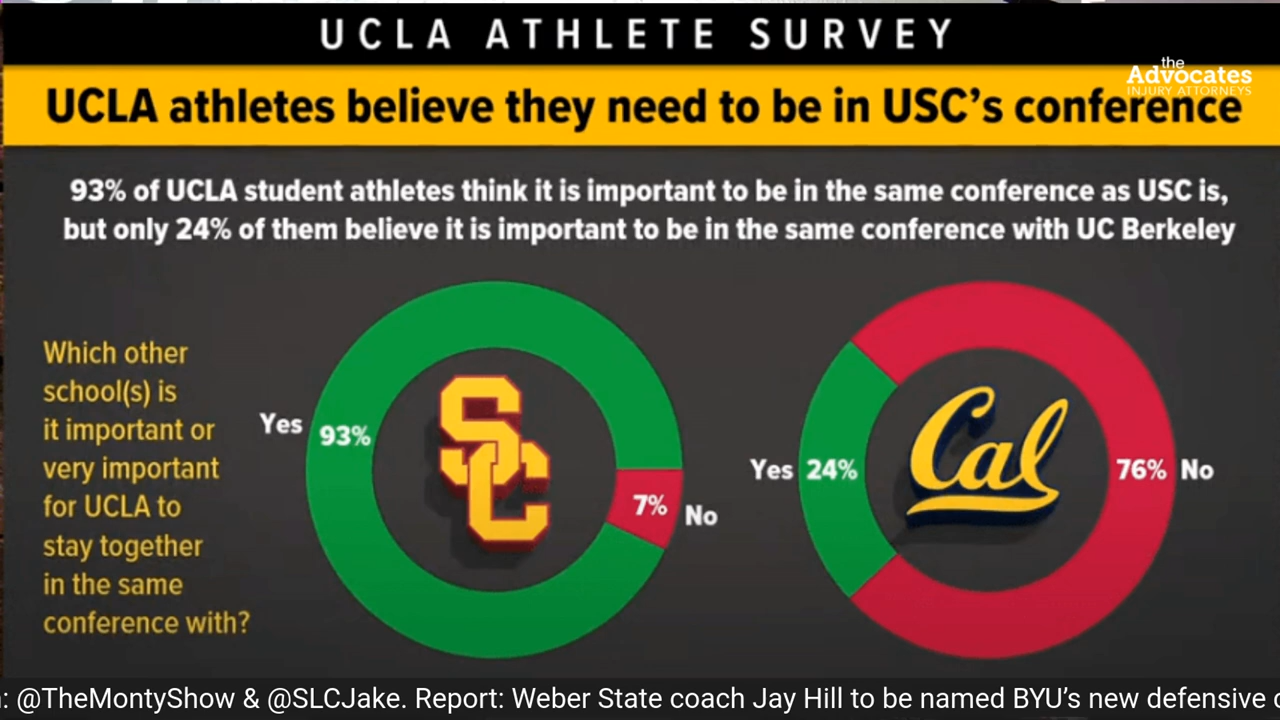 UCLA ATHLETE SURVEY
the
Advocates
INJURY ATTORNEYS
UCLA athletes believe they need to be in USC's conference
93% of UCLA student athletes think it is important to be in the same conference as USC is,
but only 24% of them believe it is important to be in the same conference with UC Berkeley
Which other
school(s) is
it important or
very important
for UCLA to
stay together
in the same
conference with?
Yes 93%
SC
7% No
Yes 24%
Cal
76% No
: @TheMontyShow & @SLCJake. Report: Weber State coach Jay Hill to be named BYU's new defensive